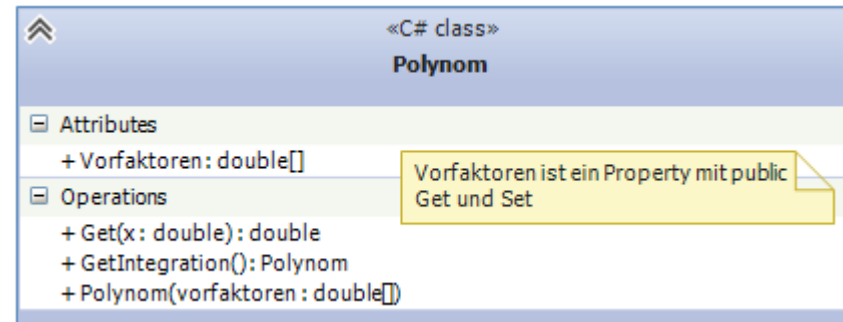 «C# class»
Polynom
Attributes
+ Vorfaktoren : double[]
Vorfaktoren ist ein Property mit public
Get und Set
Operations
+ Get(x : double) : double
+ GetIntegration(): Polynom
+ Polynom(vorfaktoren : double[])